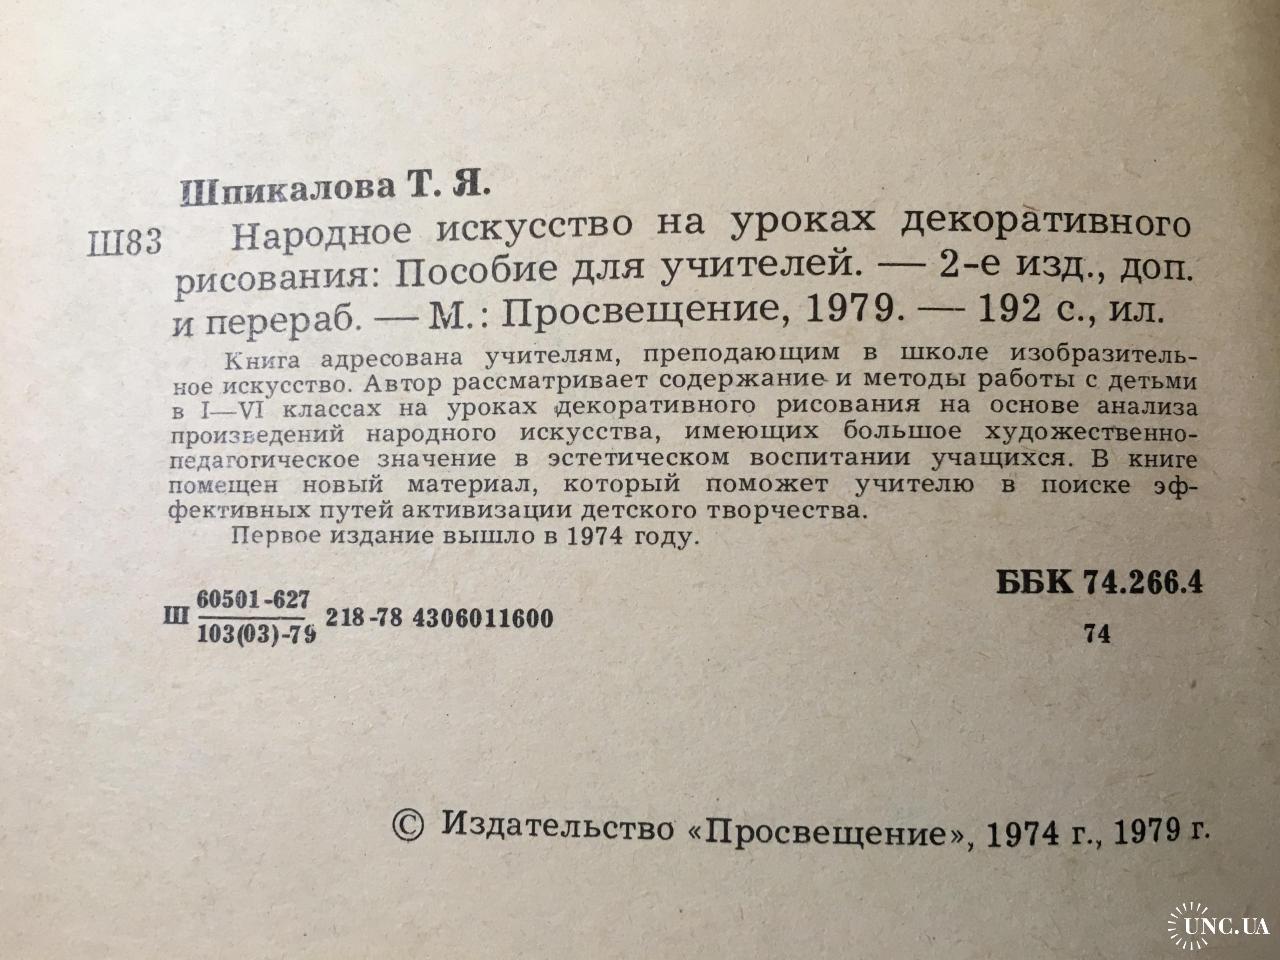 Шпикалова Т. Я.
Ш83 Народное искусство на уроках декоративного
рисования: Пособие для учителей. — 2-е изд., доп.
и перераб. — М.: Просвещение, 1979. — 192 с., ил.
Книга адресована учителям, преподающим в школе изобразитель-
ное искусство. Автор рассматривает содержание и методы работы с детьми
в I—VI классах на уроках декоративного рисования на основе анализа
произведений народного искусства, имеющих большое художественно-
педагогическое значение в эстетическом воспитании учащихся. В книге
помещен новый материал, который поможет учителю в поиске эф-
фективных путей активизации детского творчества.
Первое издание вышло в 1974 году.
Ш 60501-627
103(03)-79 218-78 4306011600
ББК 74.266.4
74
© Издательство «Просвещение», 1974 г., 1979 г.
UNC.UA